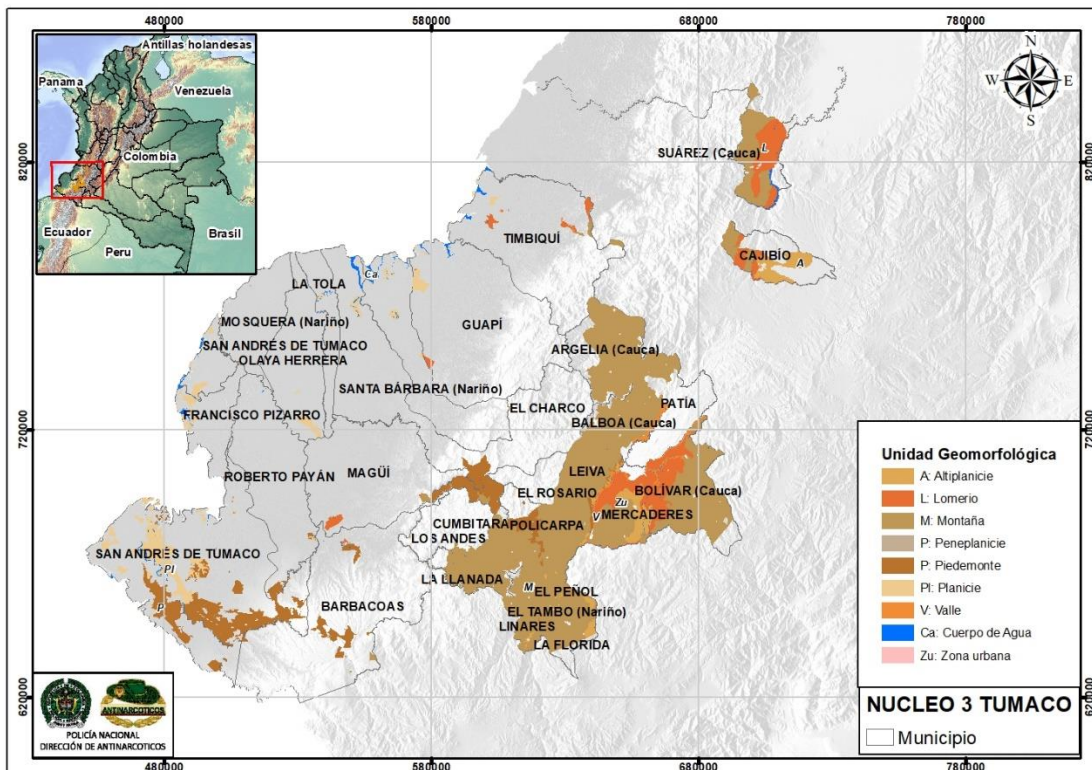 480000
580000
680000
780000
Antillas holandesas
Panama
Venezuela
Colombia
Ecuador
Brasil
Peru
N
W
E
S
820000
820000
SUÁREZ (Cauca)
L
TIMBIQUÍ
CAJIBÍO
A
LA TOLA
Ca
MOSQUERA (Nariño)
GUAPÍ
SAN ANDRÉS DE TUMACO
OLAYA HERRERA
ARGELIA (Cauca)
SANTA BÁRBARA (Nariño)
EL CHARCO
PATÍA
FRANCISCO PIZARRO
BALBOA (Cauca)
720000
720000
ROBERTO PAYÁN
MAGÜÍ
LEIVA
EL ROSARIO
BOLÍVAR (Cauca)
Zu
V
MERCADERES
CUMBITARA
POLICARPA
LOS ANDES
SAN ANDRÉS DE TUMACO
Pl
LA LLANADA
M
EL PEÑOL
P
BARBACOAS
EL TAMBO (Nariño)
LINARES
LA FLORIDA
Unidad Geomorfológica
A: Altiplanicie
L: Lomerio
M: Montaña
P: Peneplanicie
P: Piedemonte
Pl: Planicie
V: Valle
Ca: Cuerpo de Agua
Zu: Zona urbana
NUCLEO 3 TUMACO
Municipio
620000
620000
ANTINARCOTICOS
POLICÍA NACIONAL
DIRECCIÓN DE ANTINARCOTICOS
480000
580000
680000
780000